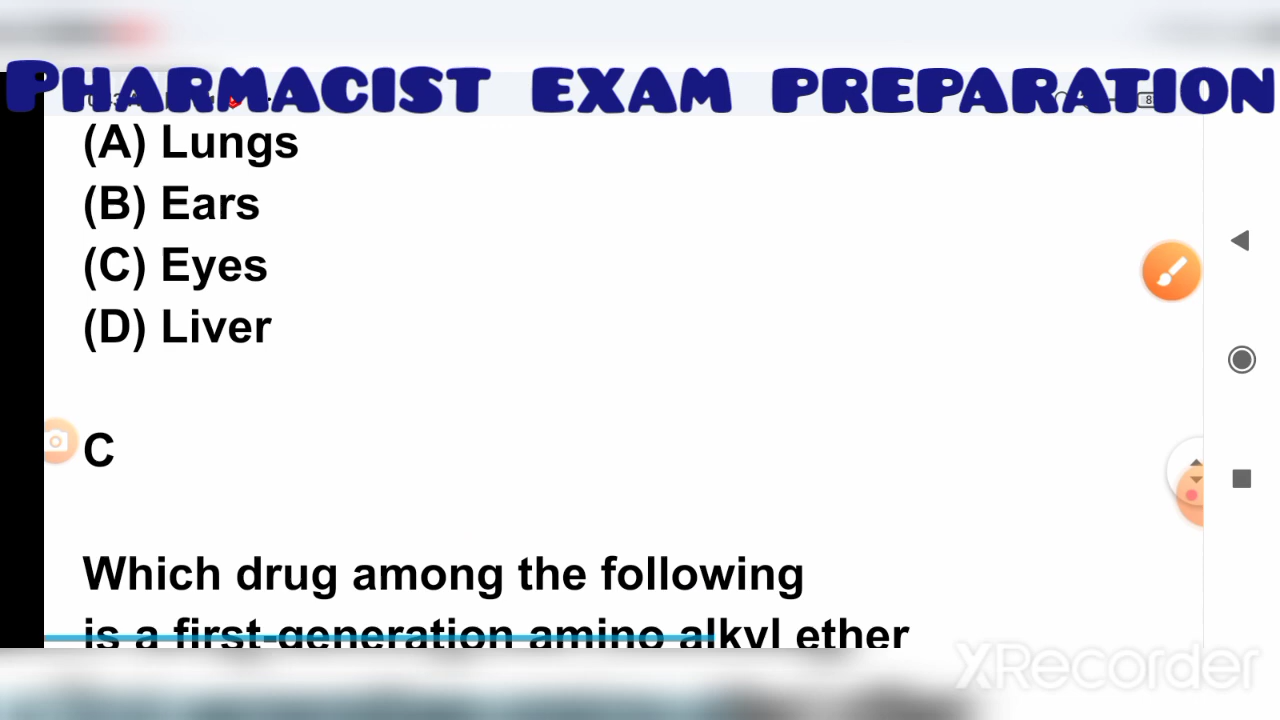 PHARMACIST EXAM PREPARATION
(A) Lungs
(B) Ears
(C) Eyes
(D) Liver
C
Which drug among the following
is a first-generation amino alkyl ether
XRecorder